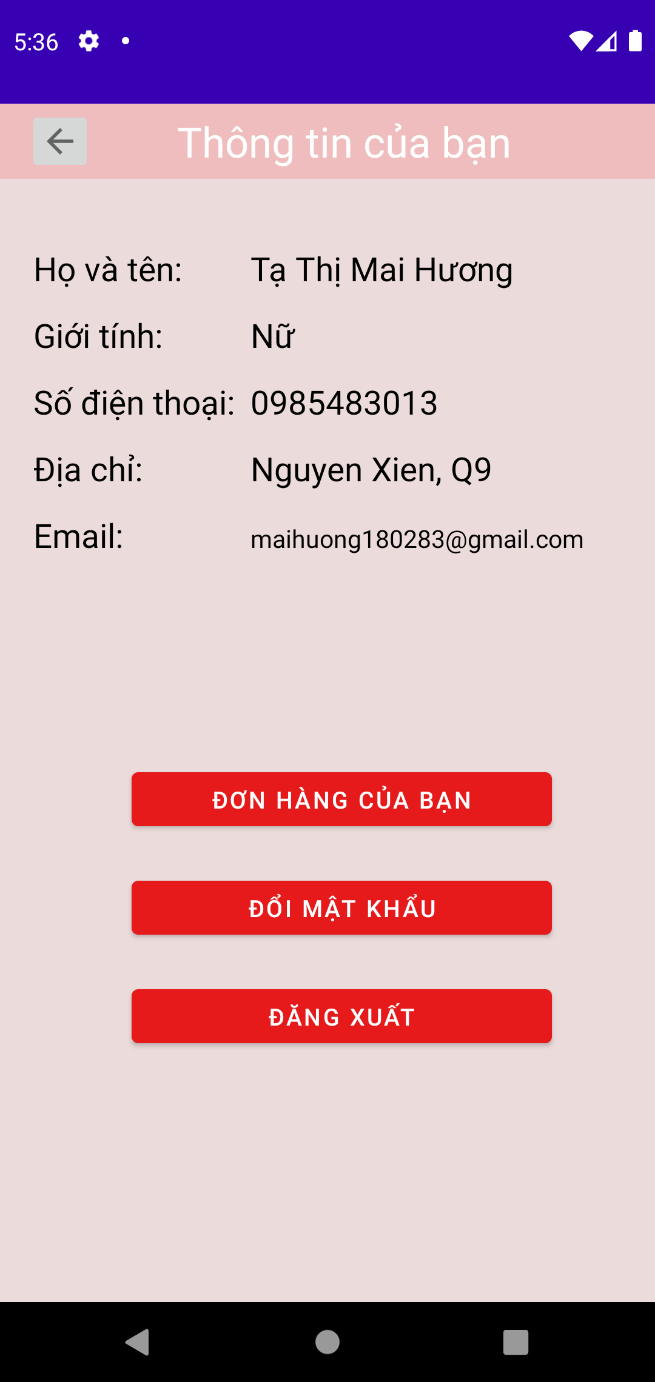 5:36
Thông tin của bạn
Họ và tên: Tạ Thị Mai Hương
Giới tính: Nữ
Số điện thoại: 0985483013
Địa chỉ: Nguyen Xien, Q9
Email: maihuong180283@gmail.com
ĐƠN HÀNG CỦA BẠN
ĐỔI MẬT KHẨU
ĐĂNG XUẤT